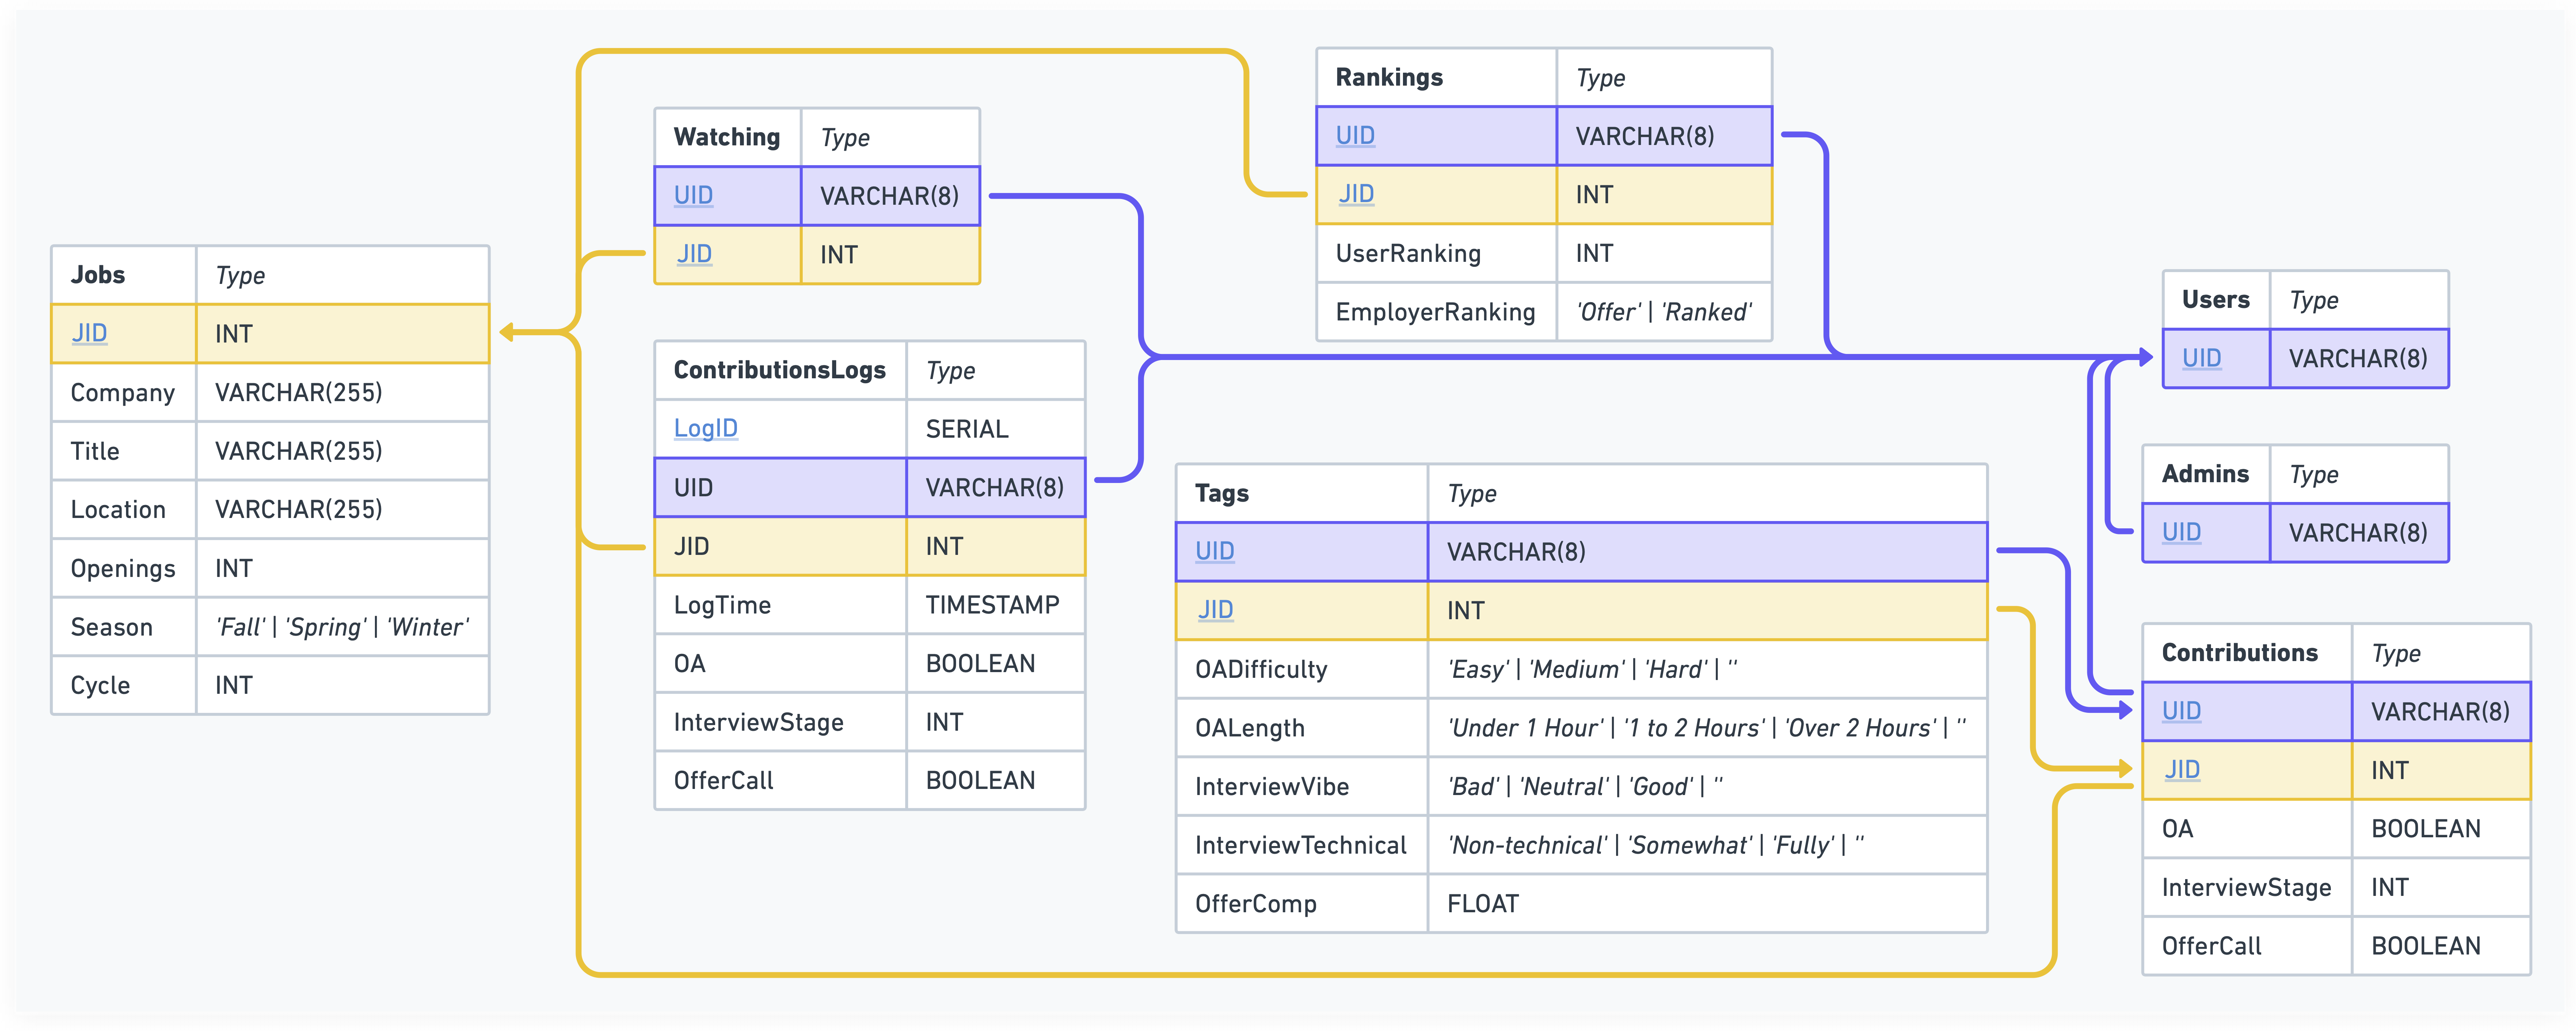 Jobs Type
JID INT
Company VARCHAR(255)
Title VARCHAR(255)
Location VARCHAR(255)
Openings INT
Season 'Fall' | 'Spring' | 'Winter'
Cycle INT
Watching Type
UID VARCHAR(8)
JID INT
ContributionsLogs Type
LogID SERIAL
UID VARCHAR(8)
JID INT
LogTime TIMESTAMP
OA BOOLEAN
InterviewStage INT
OfferCall BOOLEAN
Rankings Type
UID VARCHAR(8)
JID INT
UserRanking INT
EmployerRanking 'Offer' | 'Ranked'
Tags Type
UID VARCHAR(8)
JID INT
OADifficulty 'Easy' | 'Medium' | 'Hard' | ''
OALength 'Under 1 Hour' | '1 to 2 Hours' | 'Over 2 Hours' | ''
InterviewVibe 'Bad' | 'Neutral' | 'Good' | ''
InterviewTechnical 'Non-technical' | 'Somewhat' | 'Fully' | ''
OfferComp FLOAT
Users Type
UID VARCHAR(8)
Admins Type
UID VARCHAR(8)
Contributions Type
UID VARCHAR(8)
JID INT
OA BOOLEAN
InterviewStage INT
OfferCall BOOLEAN